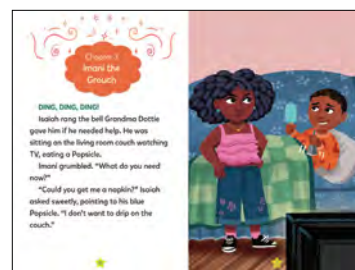 Chapter 3
Imani the
Grouch
DING, DING, DING!
Isaiah rang the bell Grandma Dottie
gave him if he needed help. He was
sitting on the living room couch watching
TV, eating a Popsicle.
Imani grumbled. "What do you need
now?"
"Could you get me a napkin?" Isaiah
asked sweetly, pointing to his blue
Popsicle. "I don't want to drip on the
couch."